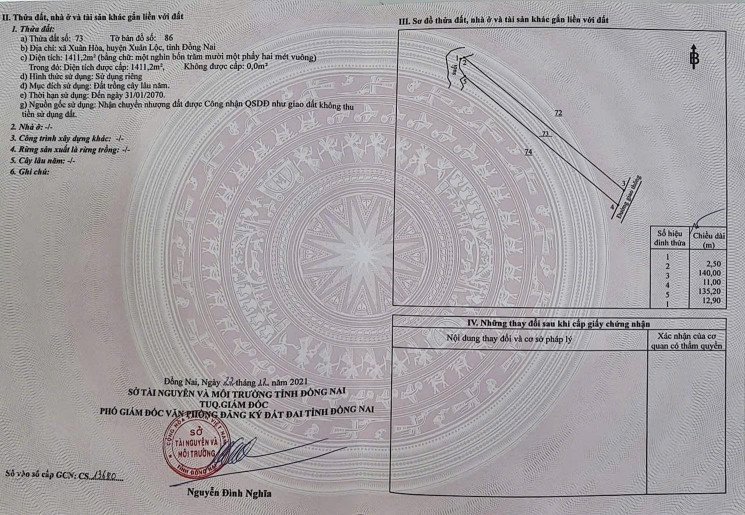 II. Thửa đất, nhà ở và tài sản khác gắn liền với đất
1. Thửa đất:
a) Thửa đất số: 73 Tờ bản đồ số: 86
b) Địa chỉ: xã Xuân Hòa, huyện Xuân Lộc, tỉnh Đồng Nai
c) Diện tích: 1411,2m² (bằng chữ: một nghìn bốn trăm mười một phẩy hai mét vuông)
Trong đó: Diện tích được cấp: 1411,2m², Không được cấp: 0,0m²
d) Hình thức sử dụng: Sử dụng riêng
đ) Mục đích sử dụng: Đất trồng cây lâu năm.
e) Thời hạn sử dụng: Đến ngày 31/01/2070.
g) Nguồn gốc sử dụng: Nhận chuyển nhượng đất được Công nhận QSDĐ như giao đất không thu
tiền sử dụng đất.
2. Nhà ở: -/-
3. Công trình xây dựng khác: -/-
4. Rừng sản xuất là rừng trồng: -/-
5. Cây lâu năm: -/-
6. Ghi chú:
Đồng Nai, Ngày 22 tháng 12 năm 2021
SỞ TÀI NGUYÊN VÀ MÔI TRƯỜNG TỈNH ĐỒNG NAI
TUQ.GIÁM ĐỐC
PHÓ GIÁM ĐỐC VĂN PHÒNG ĐĂNG KÝ ĐẤT ĐAI TỈNH ĐỒNG NAI
SỞ
TÀI NGUYÊN VÀ
MÔI TRƯỜNG
TỈNH ĐỒNG NAI
Số vào sổ cấp GCN: CS 13680
Nguyễn Đình Nghĩa
III. Sơ đồ thửa đất, nhà ở và tài sản khác gắn liền với đất
B
1
2
5
72
73
74
3
4
Đường giao thông
Số hiệu đỉnh thửa Chiều dài (m)
1
2 2,50
3 140,00
4 11,00
5 135,20
1 12,90
IV. Những thay đổi sau khi cấp giấy chứng nhận
Nội dung thay đổi và cơ sở pháp lý
Xác nhận của cơ
quan có thẩm quyền